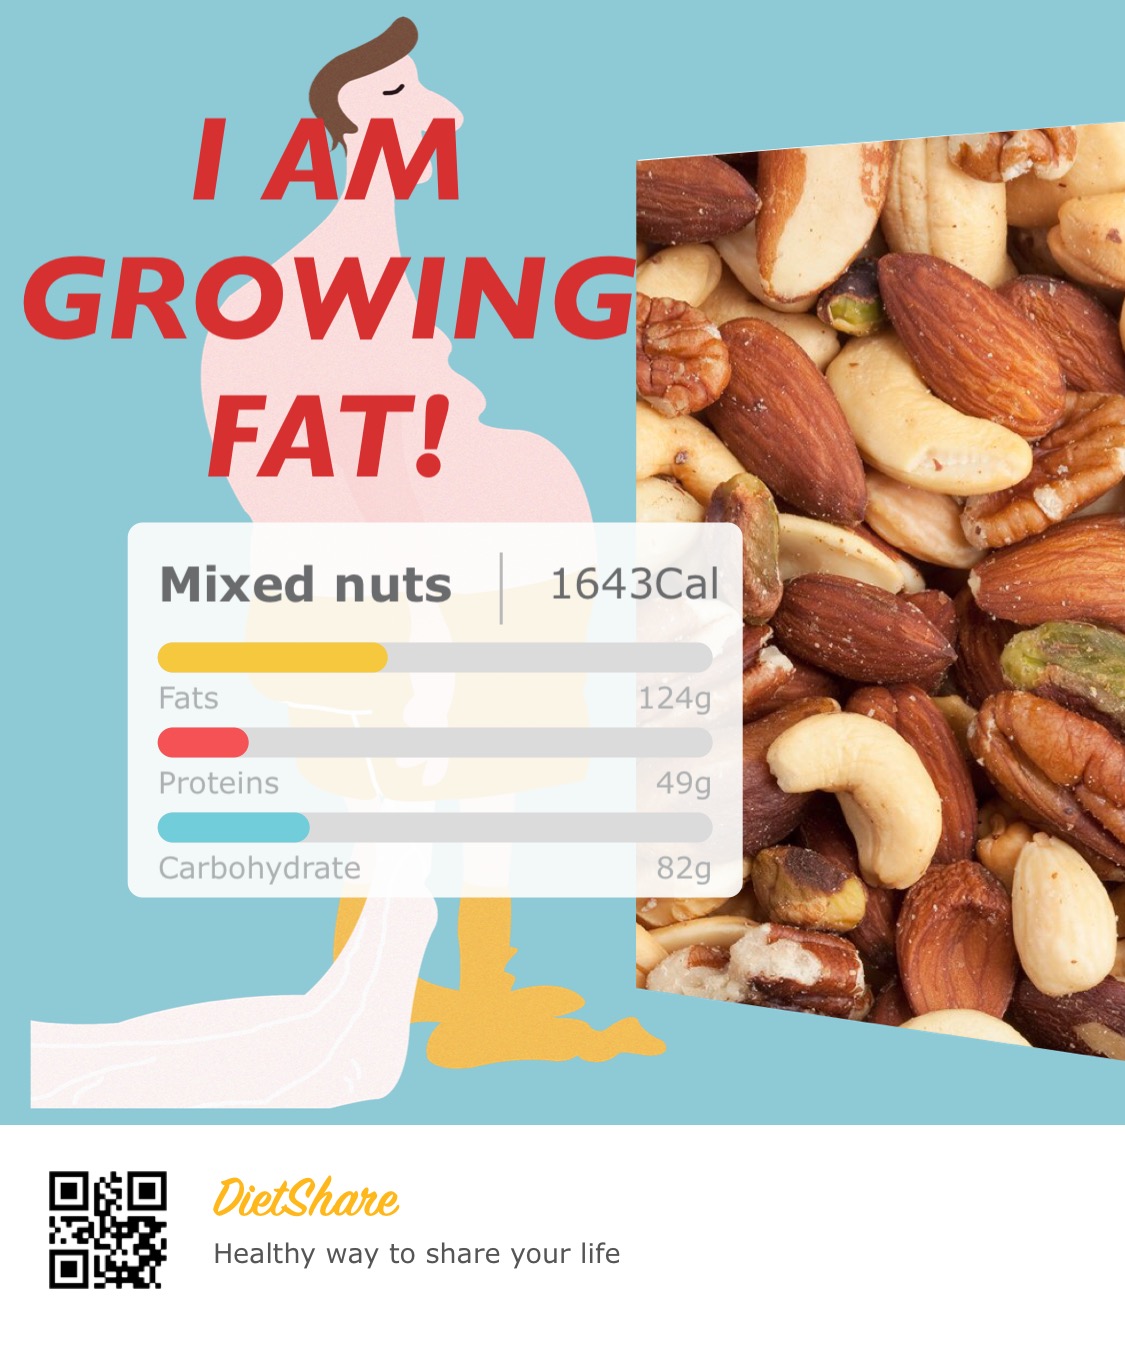 I AM
GROWING
FAT!
Mixed nuts 1643Cal
Fats 124g
Proteins 49g
Carbohydrate 82g
DietShare
Healthy way to share your life